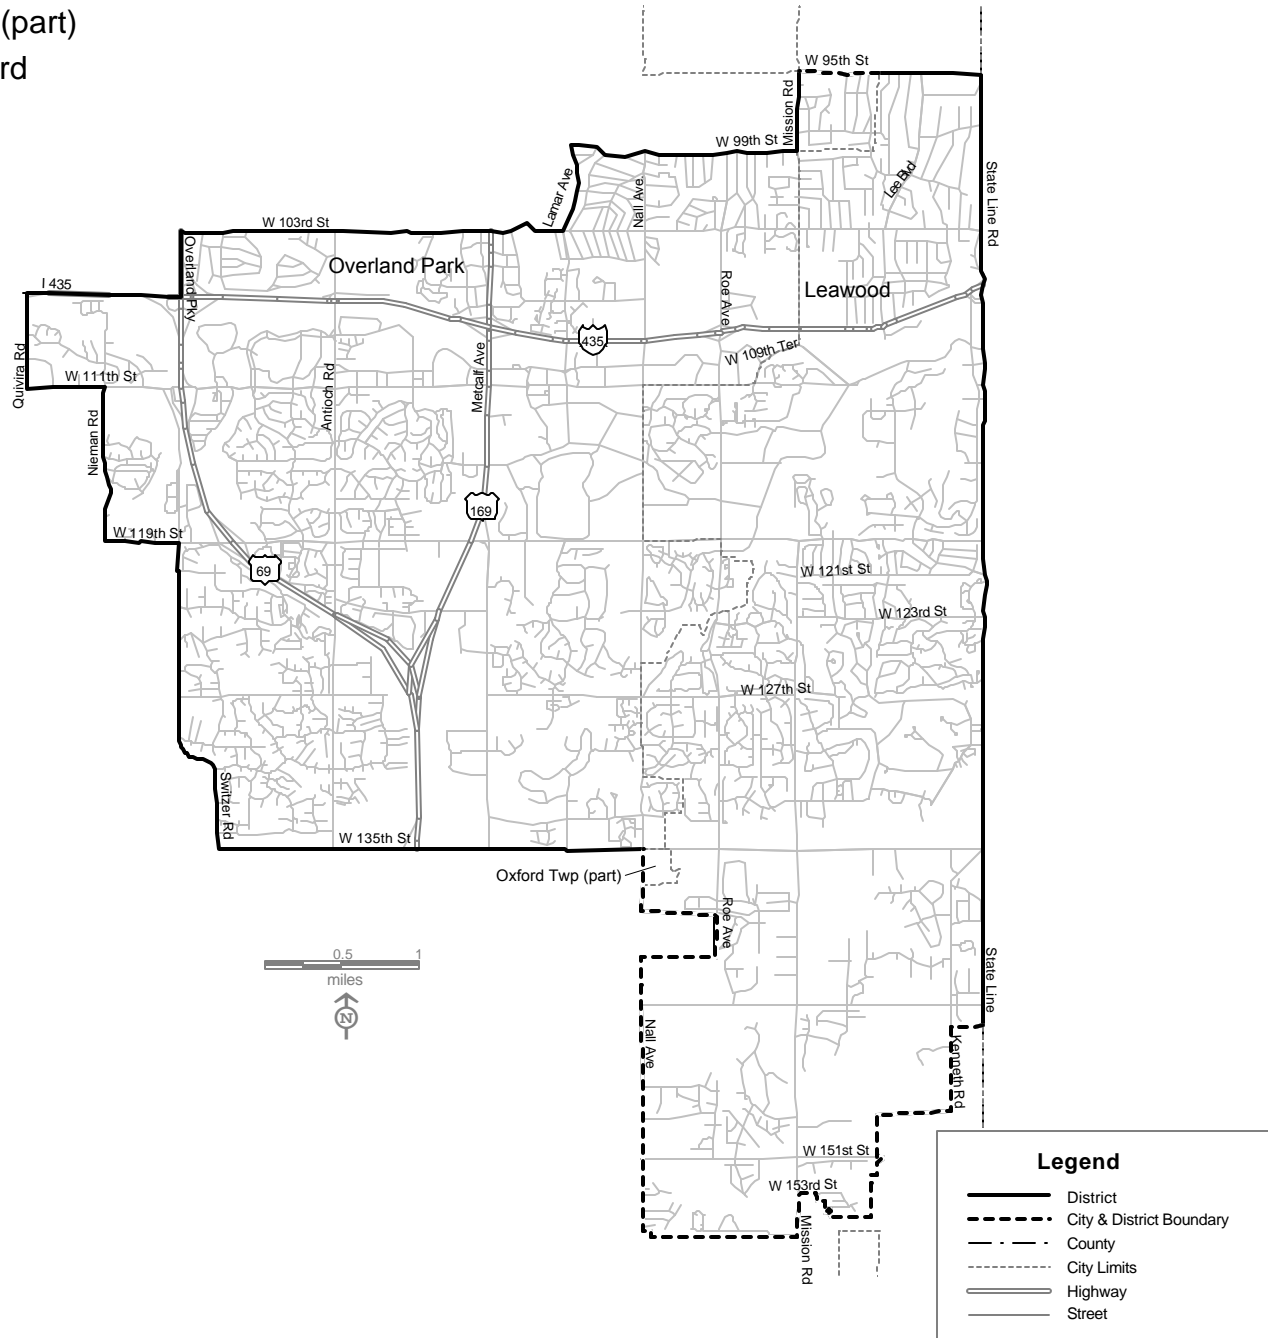 (part)
rd
W 95th St
Mission Rd
W 99th St
Lamar Ave
Nall Ave.
Lee Blvd
State Line Rd
W 103rd St
Overland Pky
Overland Park
Roe Ave
Leawood
I 435
435
W 109th Ter
Quivira Rd
W 111th St
Antioch Rd
Metcalf Ave
Nieman Rd
169
W 119th St
69
W 121st St
W 123rd St
W 127th St
Switzer Rd
W 135th St
Oxford Twp (part)
Roe Ave
0.5 1
miles
N
State Line
Nall Ave
Kenneth Rd
W 151st St
W 153rd St
Mission Rd
Legend
District
City & District Boundary
County
City Limits
Highway
Street